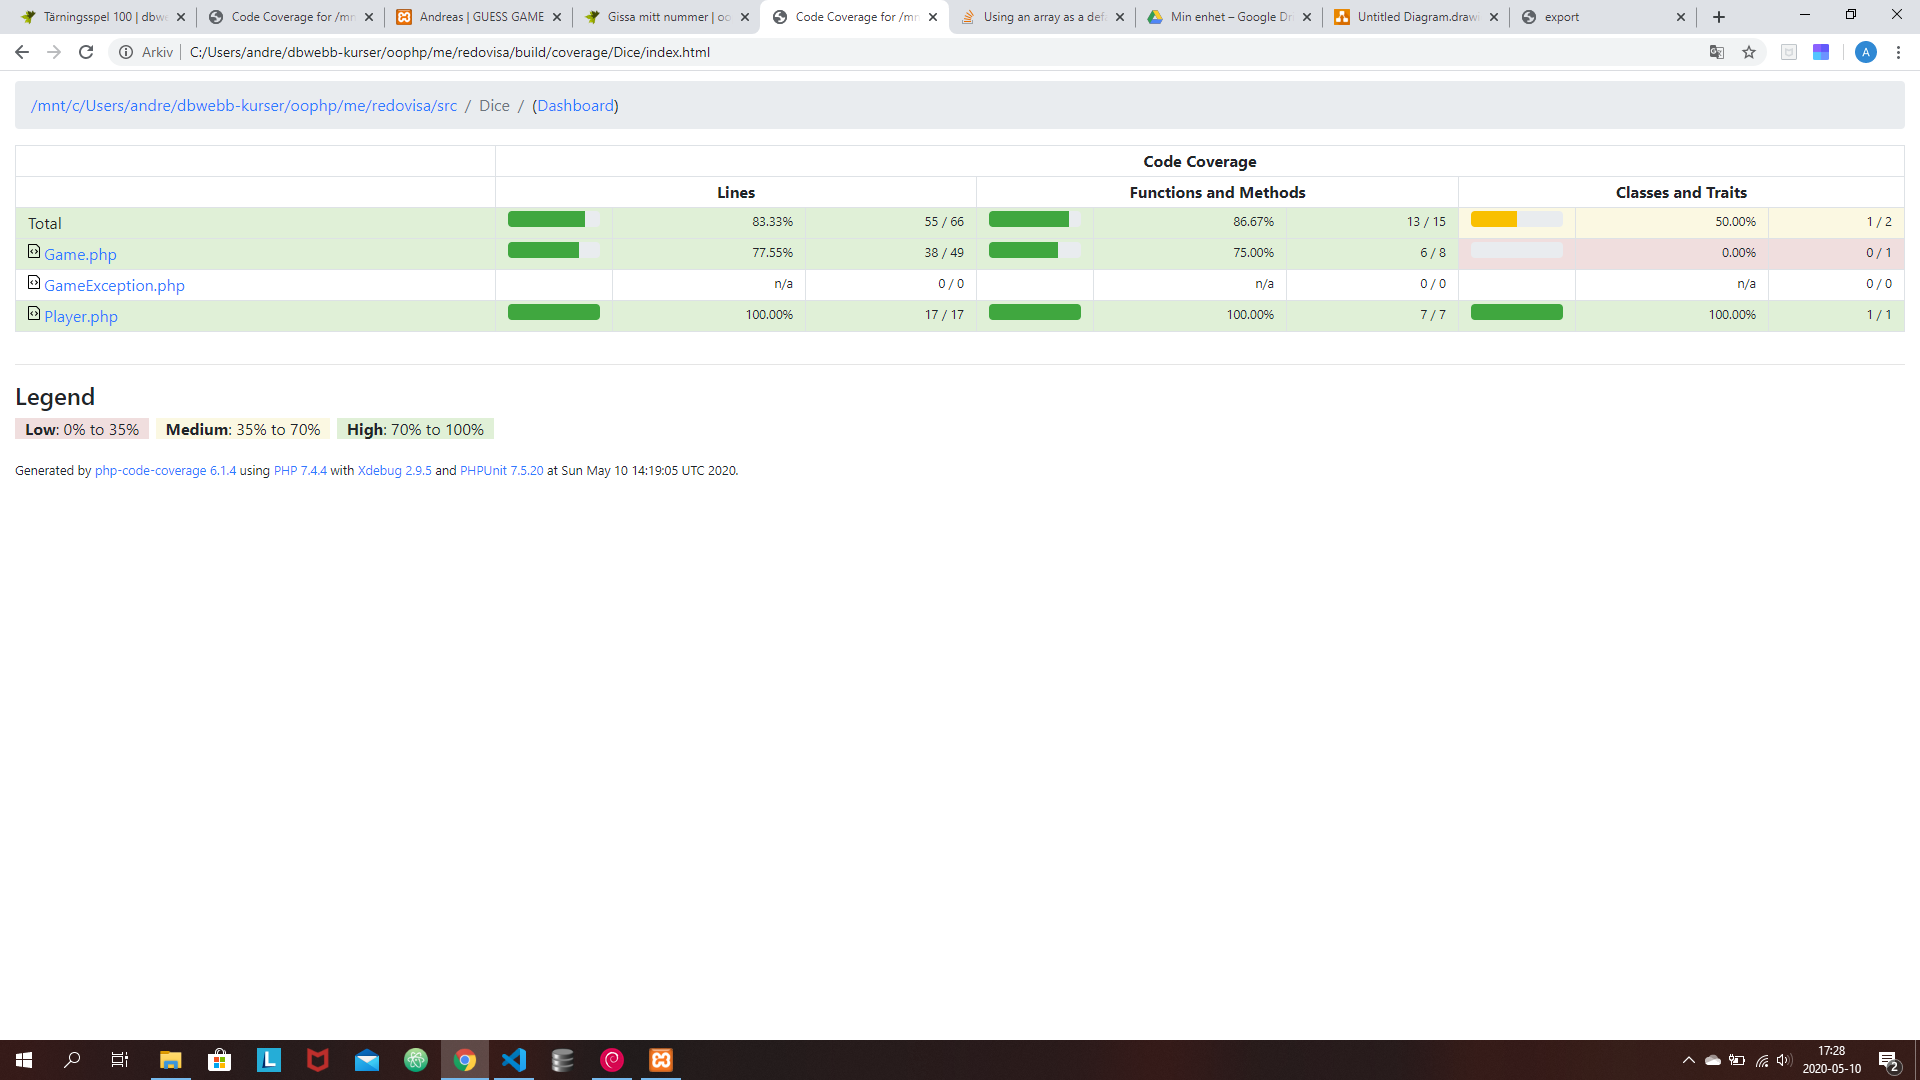 Tärningsspel 100 | dbwe
Code Coverage for /mn
Andreas | GUESS GAME
Gissa mitt nummer | oo
Code Coverage for /mn
Using an array as a defa
Min enhet – Google Dri
Untitled Diagram.drawi
export
Arkiv C:/Users/andre/dbwebb-kurser/oophp/me/redovisa/build/coverage/Dice/index.html
A
/mnt/c/Users/andre/dbwebb-kurser/oophp/me/redovisa/src / Dice / (Dashboard)
Code Coverage
Lines Functions and Methods Classes and Traits
Total 83.33% 55 / 66 86.67% 13 / 15 50.00% 1 / 2
Game.php 77.55% 38 / 49 75.00% 6 / 8 0.00% 0 / 1
GameException.php n/a 0 / 0 n/a 0 / 0 n/a 0 / 0
Player.php 100.00% 17 / 17 100.00% 7 / 7 100.00% 1 / 1
Legend
Low: 0% to 35% Medium: 35% to 70% High: 70% to 100%
Generated by php-code-coverage 6.1.4 using PHP 7.4.4 with Xdebug 2.9.5 and PHPUnit 7.5.20 at Sun May 10 14:19:05 UTC 2020.
L
17:28
2020-05-10
2